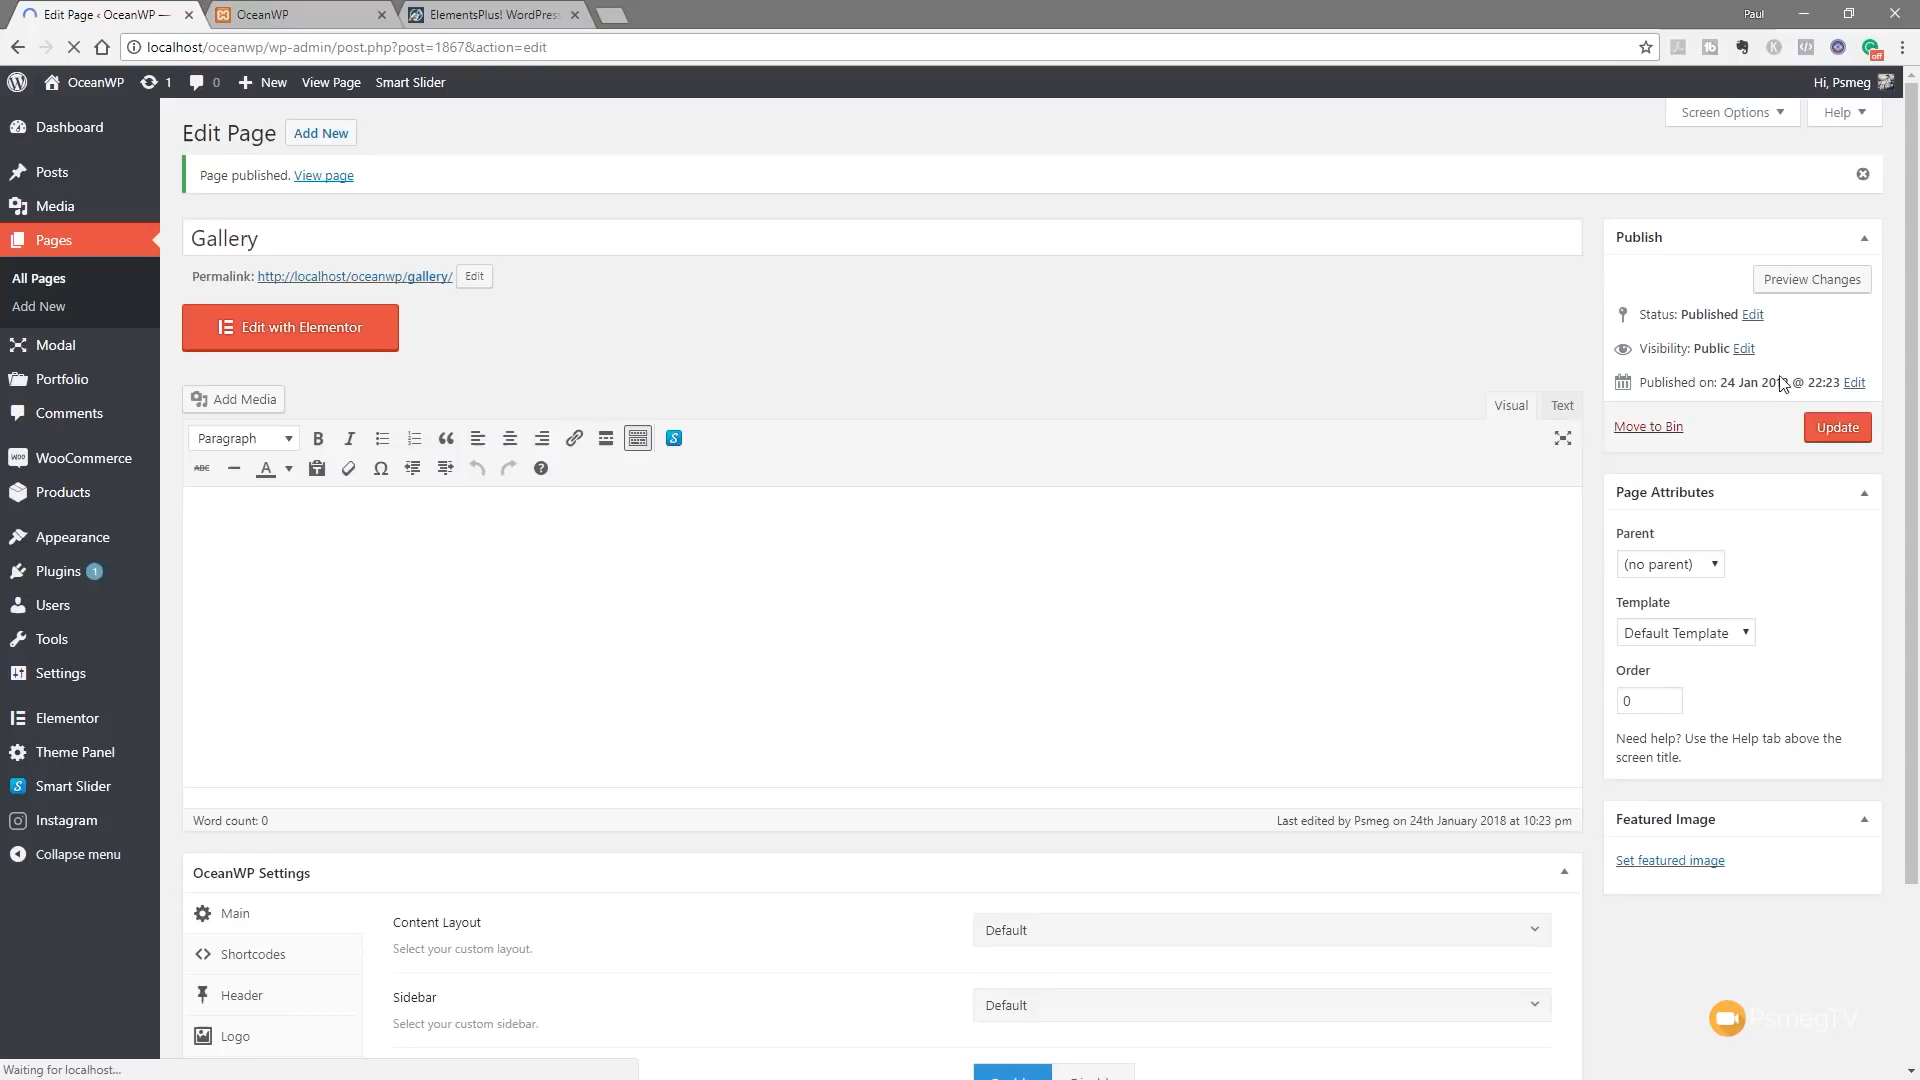 Edit Page ‹ OceanWP —
OceanWP
ElementsPlus! WordPress
Paul
localhost/oceanwp/wp-admin/post.php?post=1867&action=edit
off
OceanWP 1 0 New View Page Smart Slider
Hi, Psmeg
Screen Options
Help
Dashboard
Posts
Media
Pages
All Pages
Add New
Modal
Portfolio
Comments
WooCommerce
Products
Appearance
Plugins 1
Users
Tools
Settings
Elementor
Theme Panel
Smart Slider
Instagram
Collapse menu
Edit Page Add New
Page published. View page
Gallery
Permalink: http://localhost/oceanwp/gallery/ Edit
Edit with Elementor
Add Media
Visual Text
Paragraph
Word count: 0
Last edited by Psmeg on 24th January 2018 at 10:23 pm
OceanWP Settings
Main
Shortcodes
Header
Logo
Content Layout
Select your custom layout.
Default
Sidebar
Select your custom sidebar.
Default
Publish
Preview Changes
Status: Published Edit
Visibility: Public Edit
Published on: 24 Jan @ 22:23 Edit
Move to Bin
Update
Page Attributes
Parent
(no parent)
Template
Default Template
Order
0
Need help? Use the Help tab above the
screen title.
Featured Image
Set featured image
PsmegTV
Waiting for localhost...